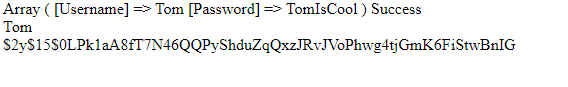 Array ( [Username] => Tom [Password] => TomIsCool ) Success
Tom
$2y$15$0LPk1aA8fT7N46QQPyShduZqQxzJRvJVoPhwg4tjGmK6FiStwBnIG